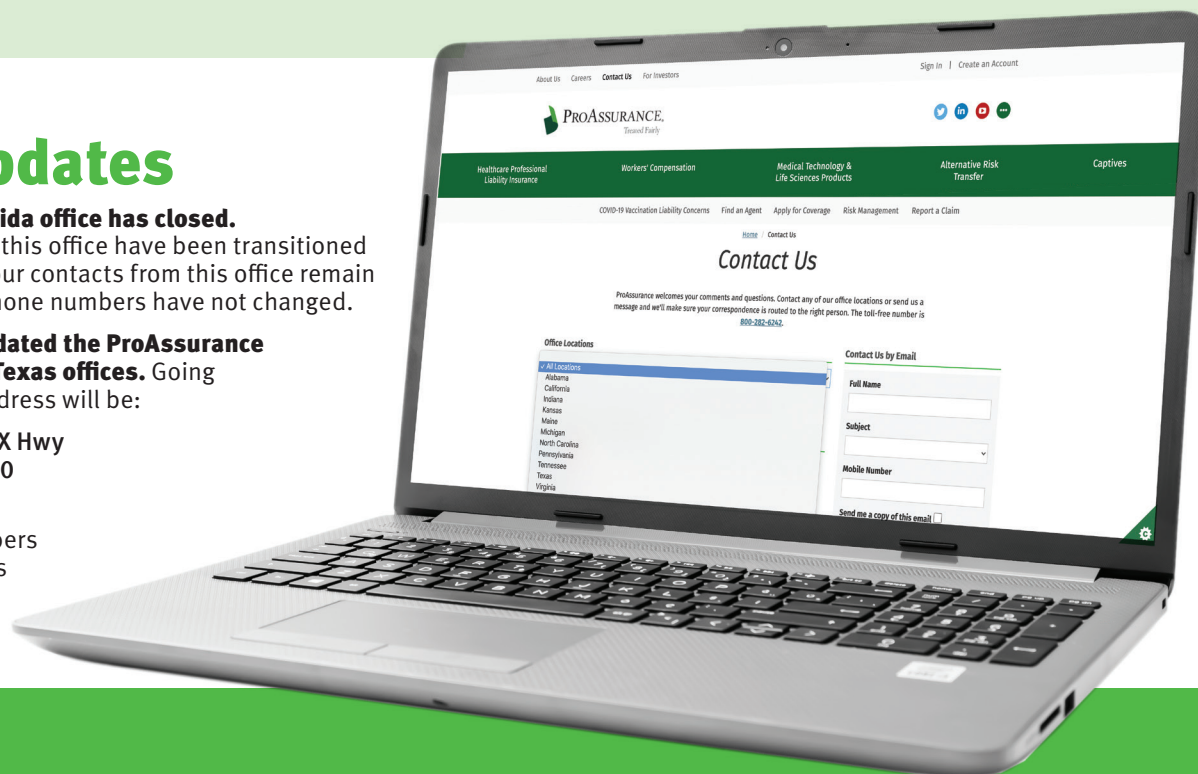 pdates
ida office has closed.
this office have been transitioned
our contacts from this office remain
hone numbers have not changed.
dated the ProAssurance
Texas offices. Going
dress will be:
X Hwy
0
bers
s
About Us Careers Contact Us For Investors
Sign In | Create an Account
PROASSURANCE.
Treated Fairly
Healthcare Professional
Liability Insurance
Workers' Compensation
Medical Technology &
Life Sciences Products
Alternative Risk
Transfer
Captives
COVID-19 Vaccination Liability Concerns Find an Agent Apply for Coverage Risk Management Report a Claim
Home / Contact Us
Contact Us
ProAssurance welcomes your comments and questions. Contact any of our office locations or send us a
message and we'll make sure your correspondence is routed to the right person. The toll-free number is
800-282-6242.
Office Locations
✓ All Locations
Alabama
California
Indiana
Kansas
Maine
Michigan
North Carolina
Pennsylvania
Tennessee
Texas
Virginia
Contact Us by Email
Full Name
Subject
Mobile Number
Send me a copy of this email